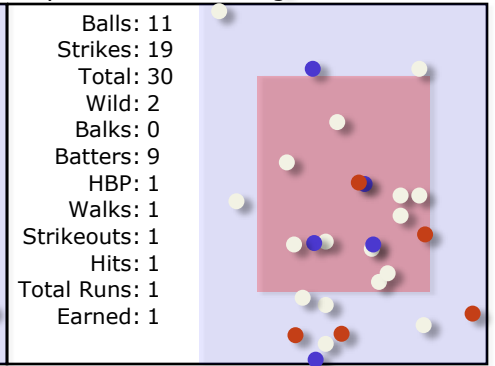 Balls: 11
Strikes: 19
Total: 30
Wild: 2
Balks: 0
Batters: 9
HBP: 1
Walks: 1
Strikeouts: 1
Hits: 1
Total Runs: 1
Earned: 1